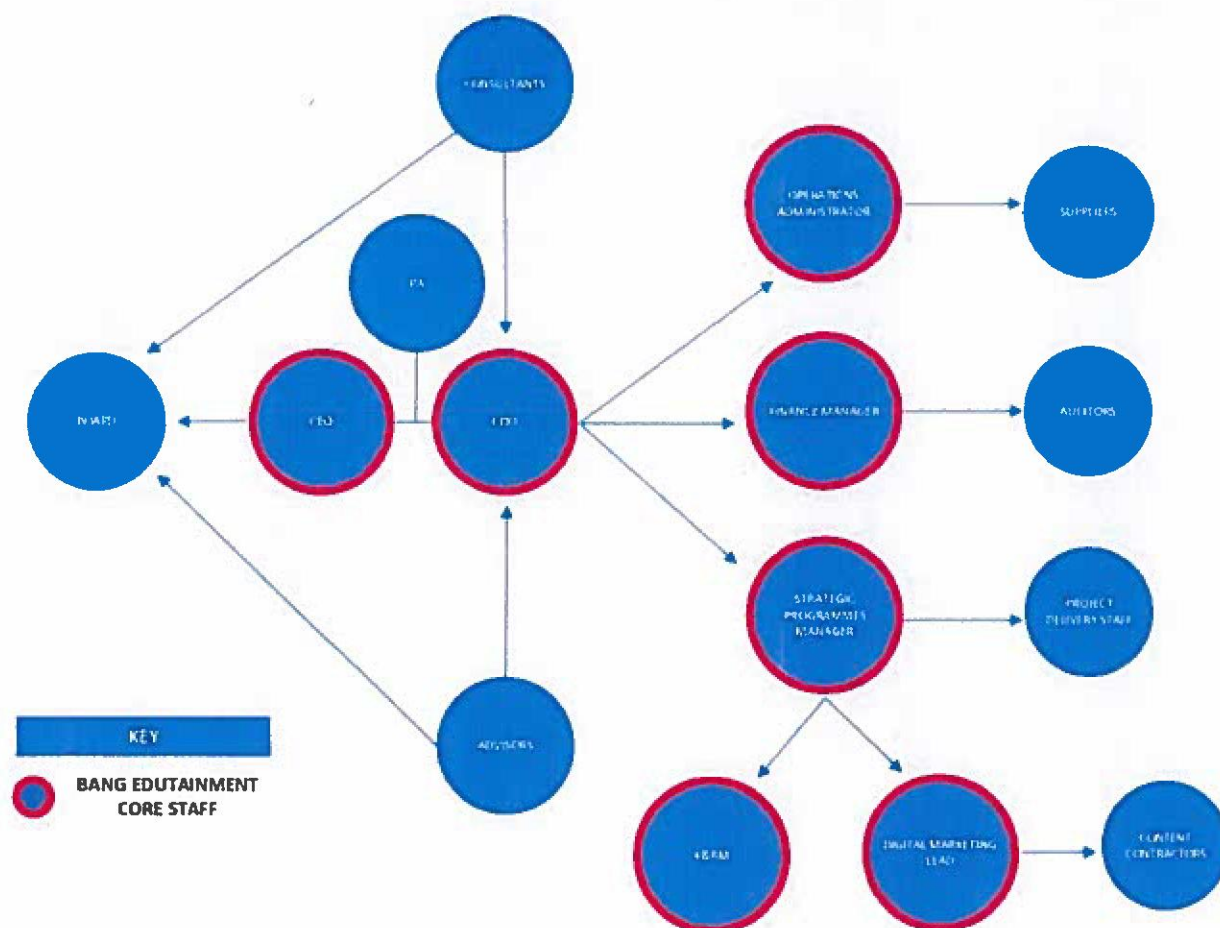 CONSULTANTS
OPERATIONS
ADMINISTRATOR
SUPPLIERS
PA
BOARD
CEO
FINANCE MANAGER
AUDITORS
STRATEGIC
PROGRAMMES
MANAGER
PROJECT
DELIVERY STAFF
ADVISORS
KEY
BANG EDUTAINMENT
CORE STAFF
DIGITAL MARKETING
LEAD
CONTENT
CONTRACTORS